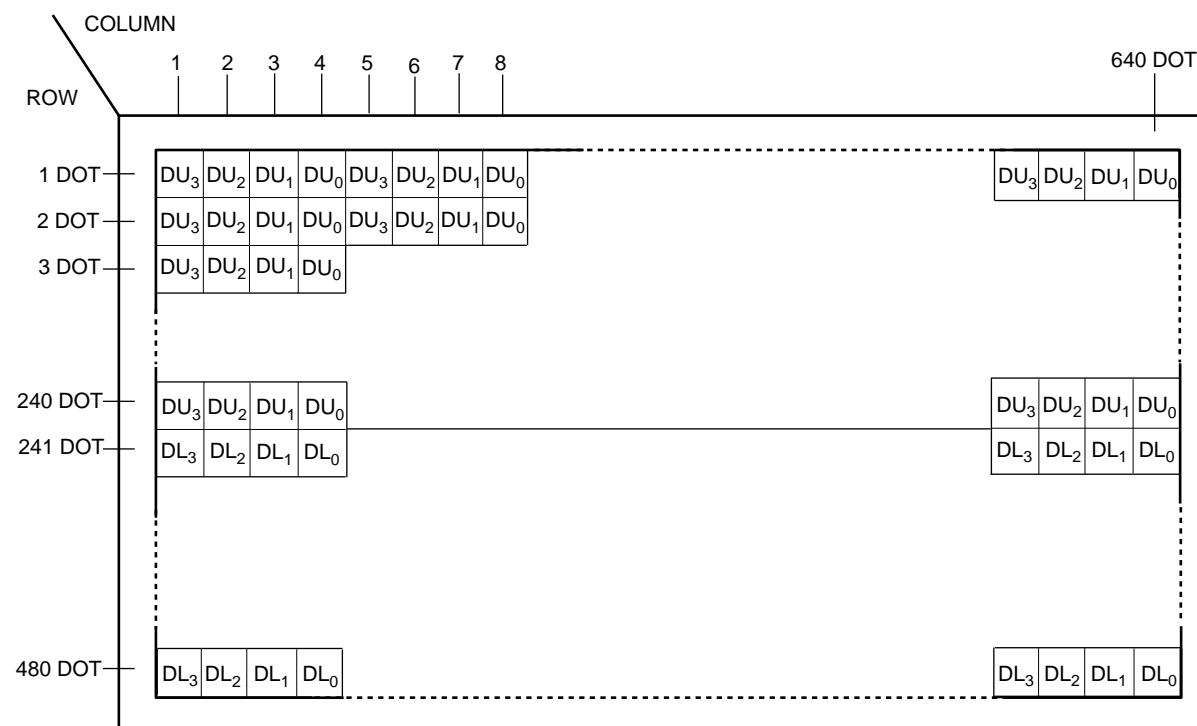 COLUMN
1 2 3 4 5 6 7 8 640 DOT
ROW
1 DOT DU₃ DU₂ DU₁ DU₀ DU₃ DU₂ DU₁ DU₀ DU₃ DU₂ DU₁ DU₀
2 DOT DU₃ DU₂ DU₁ DU₀ DU₃ DU₂ DU₁ DU₀
3 DOT DU₃ DU₂ DU₁ DU₀
240 DOT DU₃ DU₂ DU₁ DU₀ DU₃ DU₂ DU₁ DU₀
241 DOT DL₃ DL₂ DL₁ DL₀ DL₃ DL₂ DL₁ DL₀
480 DOT DL₃ DL₂ DL₁ DL₀ DL₃ DL₂ DL₁ DL₀